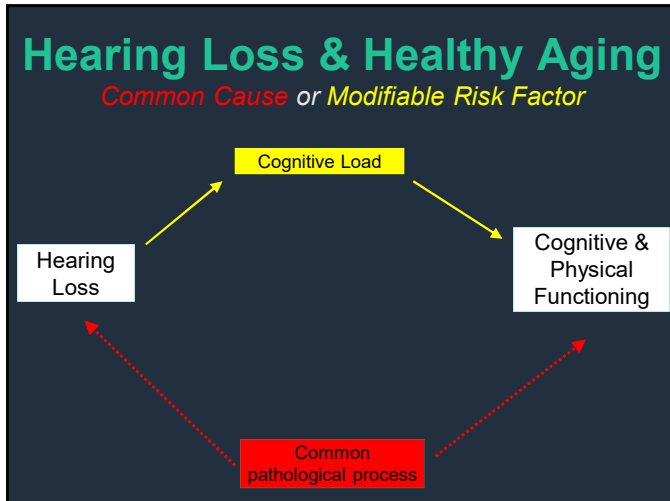 Hearing Loss & Healthy Aging
Common Cause or Modifiable Risk Factor
Cognitive Load
Hearing
Loss
Cognitive &
Physical
Functioning
Common
pathological process